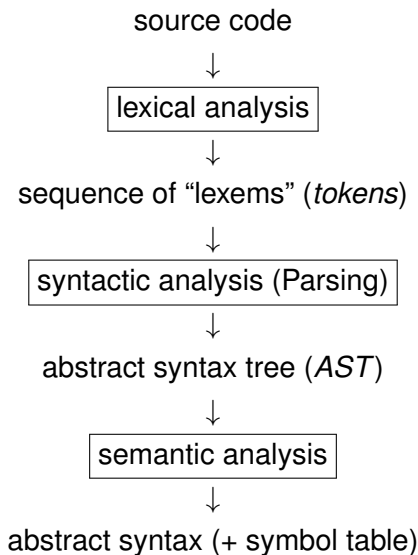 source code
↓
lexical analysis
↓
sequence of “lexems” (tokens)
↓
syntactic analysis (Parsing)
↓
abstract syntax tree (AST)
↓
semantic analysis
↓
abstract syntax (+ symbol table)